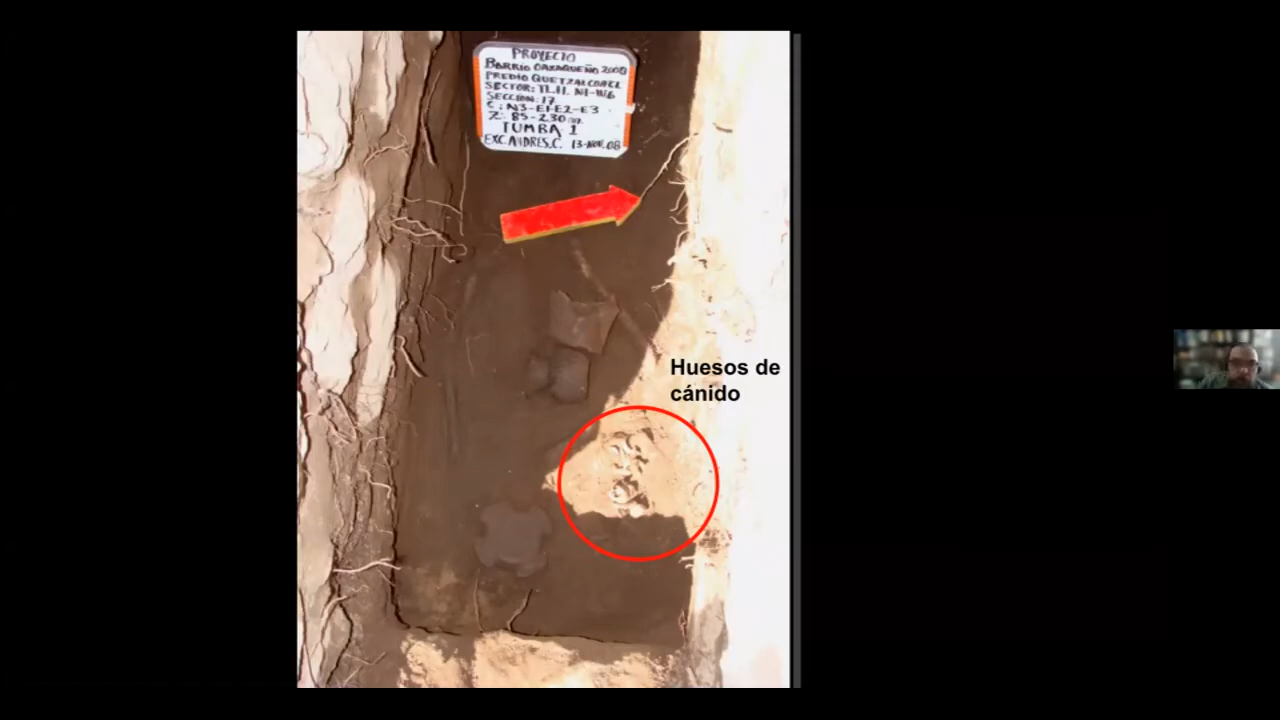 PROYECTO
BARRIO OAXAQUEÑO 2008
PREDIO QUETZALCOATL
SECTOR: TL.11. N1-W6
SECCION: 17
C: N3-E1-E2-E3
Z: 85-230
TUMBA 1
EXC. ANDRES. C. 13-NOV. 08
Huesos de
cánido